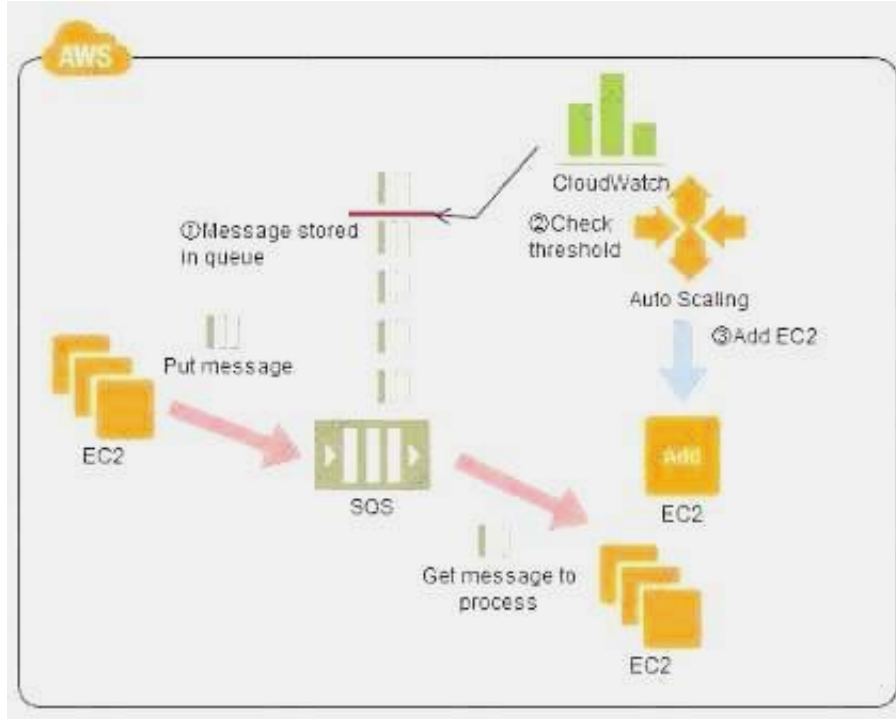 AWS
CloudWatch
①Message stored
in queue
②Check
threshold
Auto Scaling
③Add EC2
Put message
EC2
SQS
Add
EC2
Get message to
process
EC2